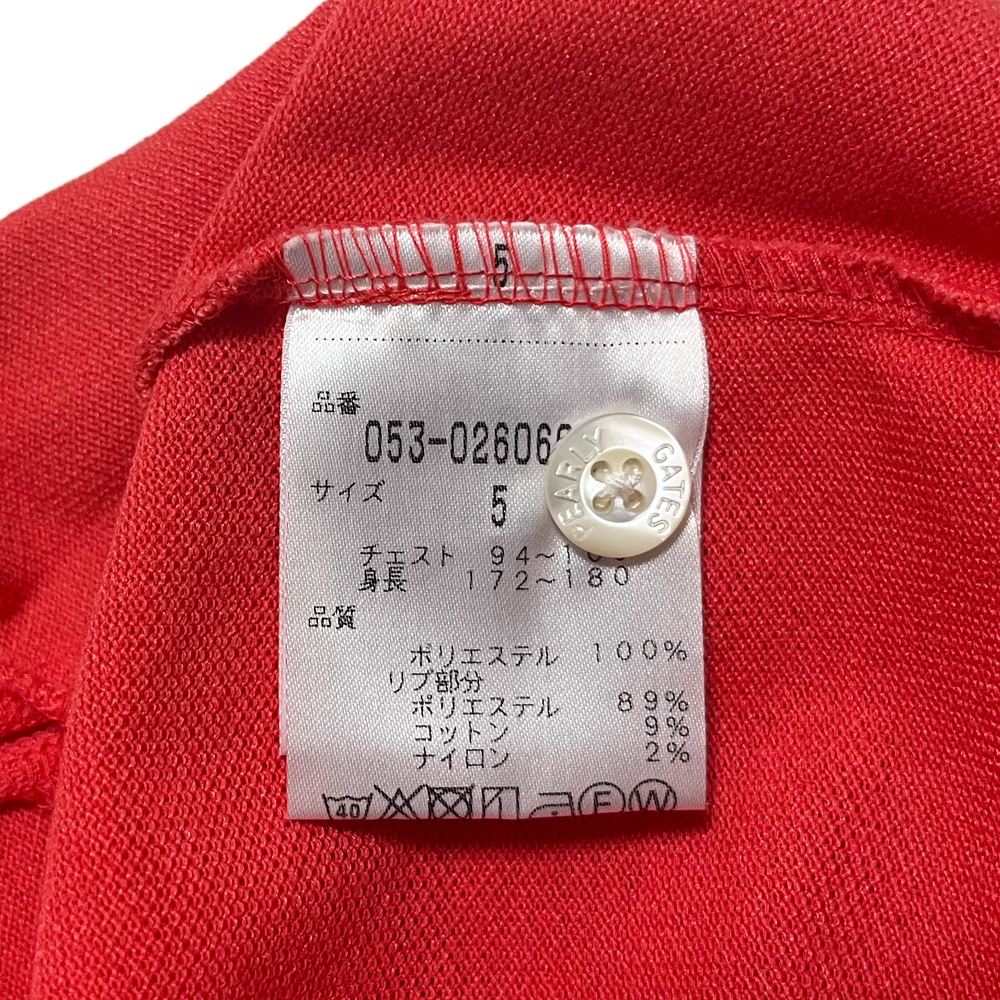 5
品番
053-02606
サイズ
5
PEARLY GATES
チェスト 94~1
身長 172~180
品質
ポリエステル 100%
リブ部分
ポリエステル 89%
コットン 9%
ナイロン 2%
40 F W